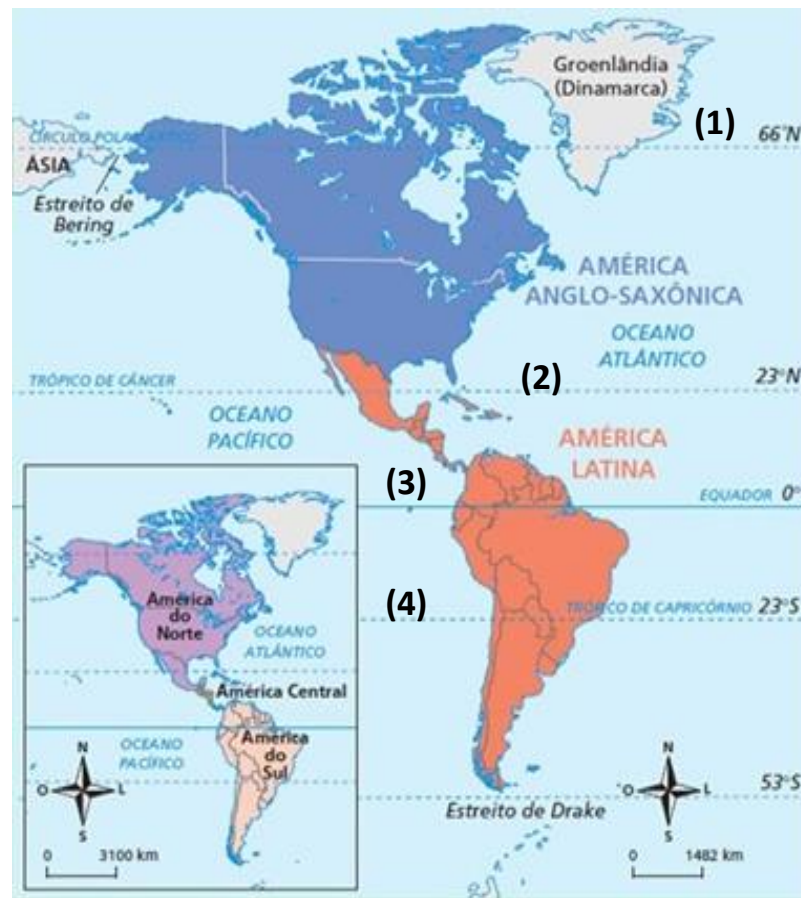 Groenlândia
(Dinamarca)
(1)
CÍRCULO POLAR ÁRTICO
66°N
ÁSIA
Estreito de
Bering
AMÉRICA
ANGLO-SAXÓNICA
OCEANO
ATLÂNTICO
(2)
TRÓPICO DE CÂNCER
23°N
OCEANO
PACÍFICO
AMÉRICA
LATINA
(3)
EQUADOR 0°
(4)
TRÓPICO DE CAPRICÓRNIO
23°S
53°S
Estreito de Drake
N
O
L
S
0
1482 km
América
do
Norte
OCEANO
ATLÂNTICO
América Central
OCEANO
PACÍFICO
América
do
Sul
N
O
L
S
0
3100 km